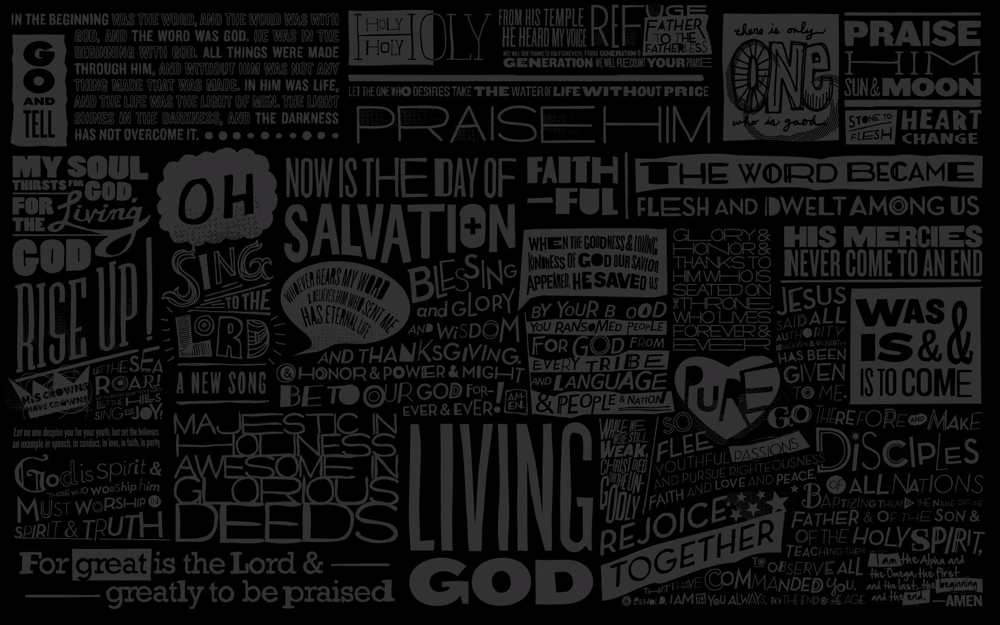 IN THE BEGINNING WAS THE WORD, AND THE WORD WAS WITH
GOD, AND THE WORD WAS GOD. HE WAS IN THE
BEGINNING WITH GOD. ALL THINGS WERE MADE
THROUGH HIM, AND WITHOUT HIM WAS NOT ANY
THING MADE THAT WAS MADE. IN HIM WAS LIFE,
AND THE LIFE WAS THE LIGHT OF MEN. THE LIGHT
SHINES IN THE DARKNESS, AND THE DARKNESS
HAS NOT OVERCOME IT.
GO
AND
TELL
HOLY
HOLY
HOLY
FROM HIS TEMPLE
HE HEARD MY VOICE
REFUGE
FATHER
TO THE
FATHERLESS
WE WILL GIVE THANKS TO YOU FOREVER; FROM GENERATION TO
GENERATION WE WILL RECOUNT YOUR PRAISE
LET THE ONE WHO DESIRES TAKE THE WATER OF LIFE WITHOUT PRICE
PRAISE HIM
there is only
ONE
who is good.
PRAISE
HIM
SUN & MOON
STONE TO
FLESH
HEART
CHANGE
MY SOUL
THIRSTS FOR
GOD,
FOR
THE
Living
GOD
OH
SING
TO THE
LORD
A NEW SONG
NOW IS THE DAY OF
SALVATION
FAITH
-FUL
THE WORD BECAME
FLESH AND DWELT AMONG US
RISE UP!
WHOEVER HEARS MY WORD
& BELIEVES HIM WHO SENT ME
HAS ETERNAL LIFE
BLESSING
and GLORY
AND WiSDOM
AND THANKSGIVING
& HONOR & POWER & MIGHT
BE TO OUR GOD FOR-
EVER & EVER!
AM-
EN.
WHEN THE GOODNESS & LOVING
KINDNESS OF GOD OUR SAVIOR
APPEARED, HE SAVED US
BY YOUR B OOD
YOU RANSOMED PEOPLE
FOR GOD FROM
EVERY TRIBE
AND LANGUAGE
& PEOPLE & NATION
GLORY &
HONOR &
THANKS TO
HIM WHO IS
SEATED ON
THE THRONE,
WHO LIVES
FOREVER &
EVER
HIS MERCIES
NEVER COME TO AN END
JESUS
SAID ALL
AUTHORITY
IN HEAVEN & ON EARTH
HAS BEEN
GIVEN
TO ME.
WAS
IS & &
IS TO COME
HIS CROWNS
HAVE CROWNS
LET THE SEA
ROAR!
LET THE RIVERS CLAP THEIR HANDS!
LET THE HILLS
SING FOR JOY!
Let no one despise you for your youth, but set the believers
an example in speech, in conduct, in love, in faith, in purity
God is spirit &
THOSE WHO WORShip him
MUST WORSHIP IN
SPIRIT & TRUTH
MAJESTIC IN
HOLINESS
AWESOME IN
GLORIOUS
DEEDS
For great is the Lord &
greatly to be praised
LIVING
GOD
WHILE WE
WERE STILL
WEAK,
CHRIST DIED
FOR THE UN-
GODLY
PURE
SO
FLEE
YOUTHFUL PASSIONS
AND PURSUE RIGHTEOUSNESS
FAITH AND LOVE AND PEACE.
REJOICE
TOGETHER
GO THEREFORE AND MAKE
DiSCIPLES
OF ALL NATIONS
BAPTIZING THEM IN THE NAME OF THE
FATHER & OF THE SON &
OF THE HOLY SPIRIT,
TEACHING THEM
TO OBSERVE ALL
THAT I HAVE COMMANDED YoU.
& BEHOLD, I AM WITH YOU ALWAYS, TO THE END OF THE AGE.
I am the Alpha and
the Omega, the first
and the last, the beginning
and the end.
—AMEN